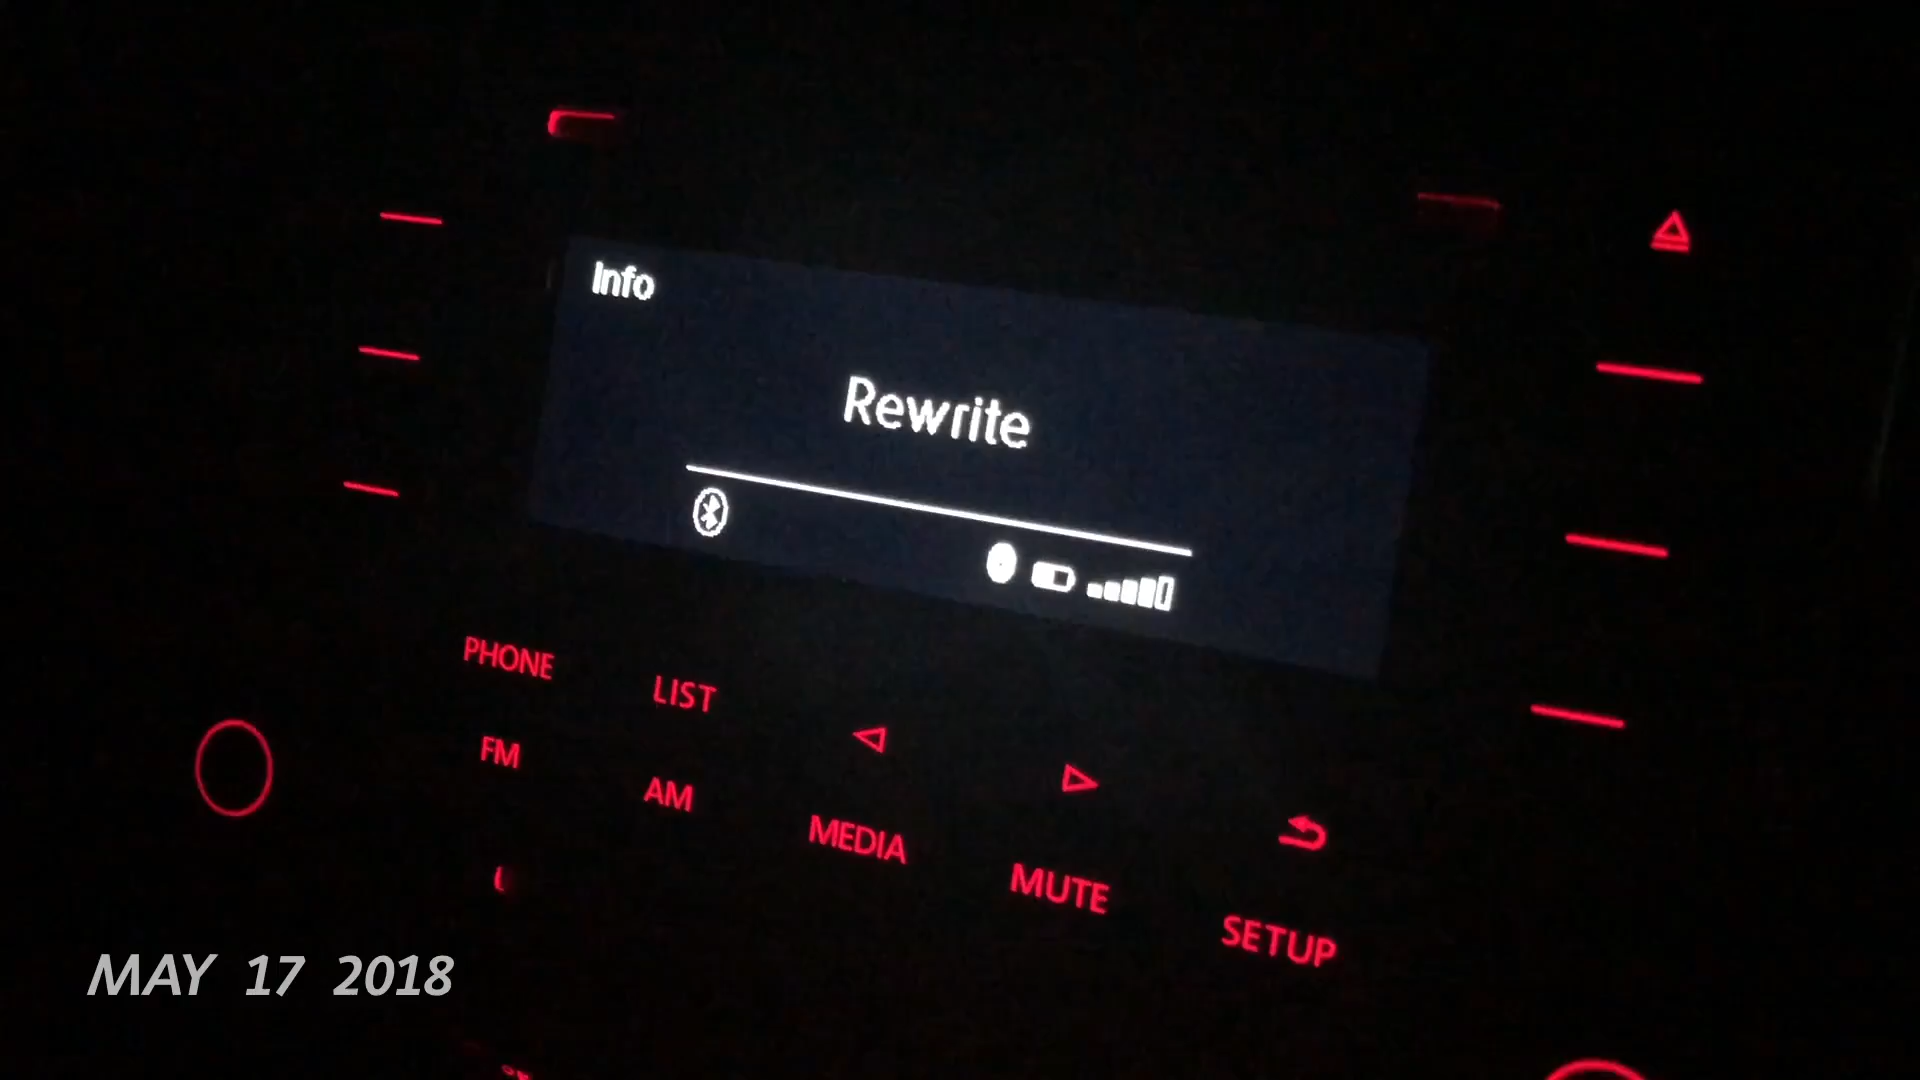 Info
Rewrite
PHONE
LIST
FM
AM
MEDIA
MUTE
SETUP
MAY 17 2018